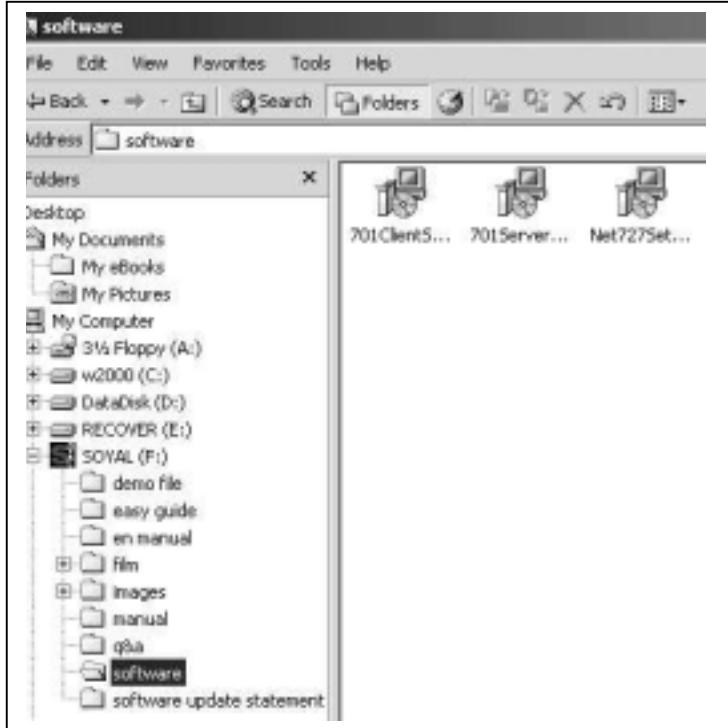 software
File Edit View Favorites Tools Help
Back Search Folders
Address software
Folders ×
Desktop
My Documents
My eBooks
My Pictures
My Computer
3½ Floppy (A:)
w2000 (C:)
DataDisk (D:)
RECOVER (E:)
SOYAL (F:)
demo file
easy guide
en manual
film
Images
manual
q&a
software
software update statement
701ClientS... 701Server... Net727Set...